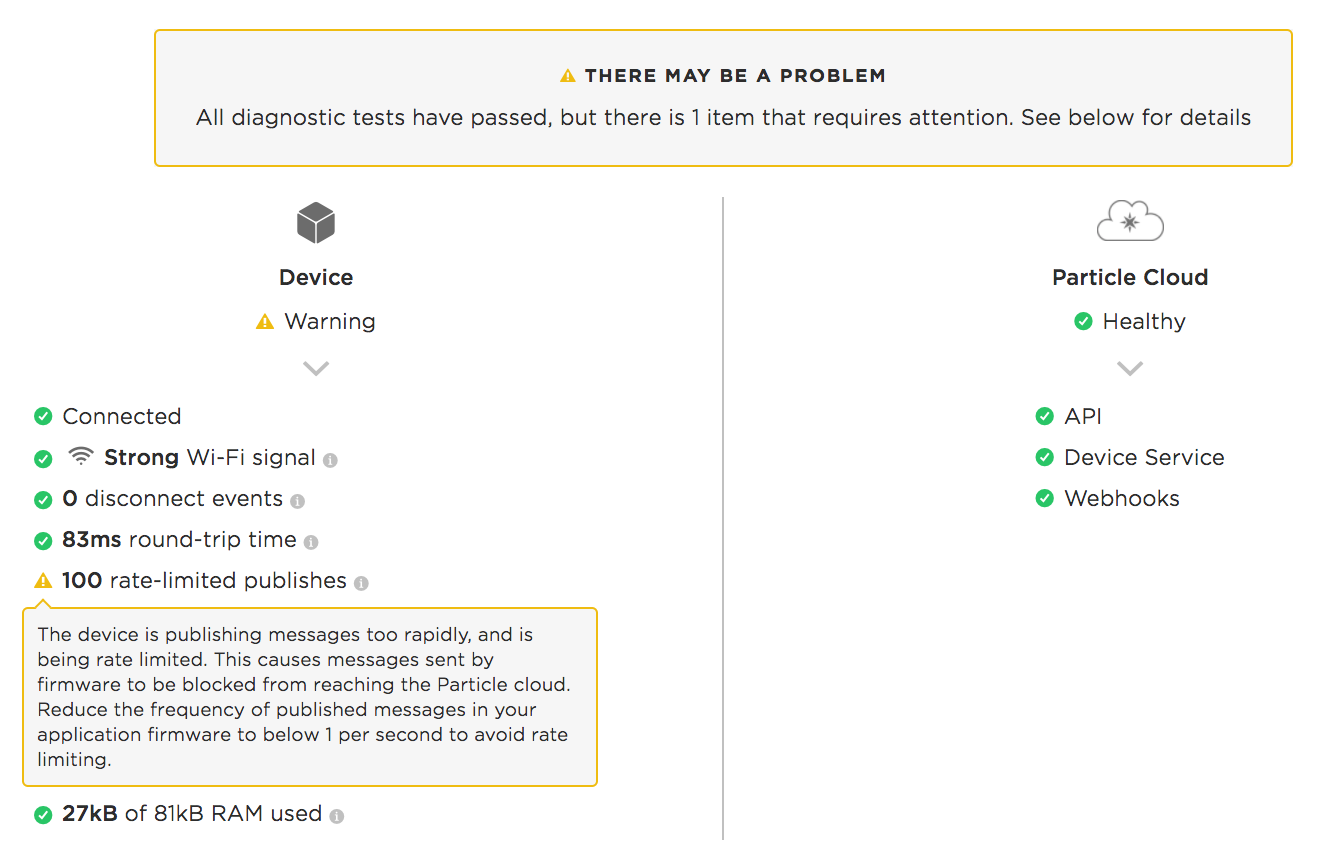 THERE MAY BE A PROBLEM
All diagnostic tests have passed, but there is 1 item that requires attention. See below for details
Device
Warning
Connected
Strong Wi-Fi signal
0 disconnect events
83ms round-trip time
100 rate-limited publishes
The device is publishing messages too rapidly, and is
being rate limited. This causes messages sent by
firmware to be blocked from reaching the Particle cloud.
Reduce the frequency of published messages in your
application firmware to below 1 per second to avoid rate
limiting.
27kB of 81kB RAM used
Particle Cloud
Healthy
API
Device Service
Webhooks